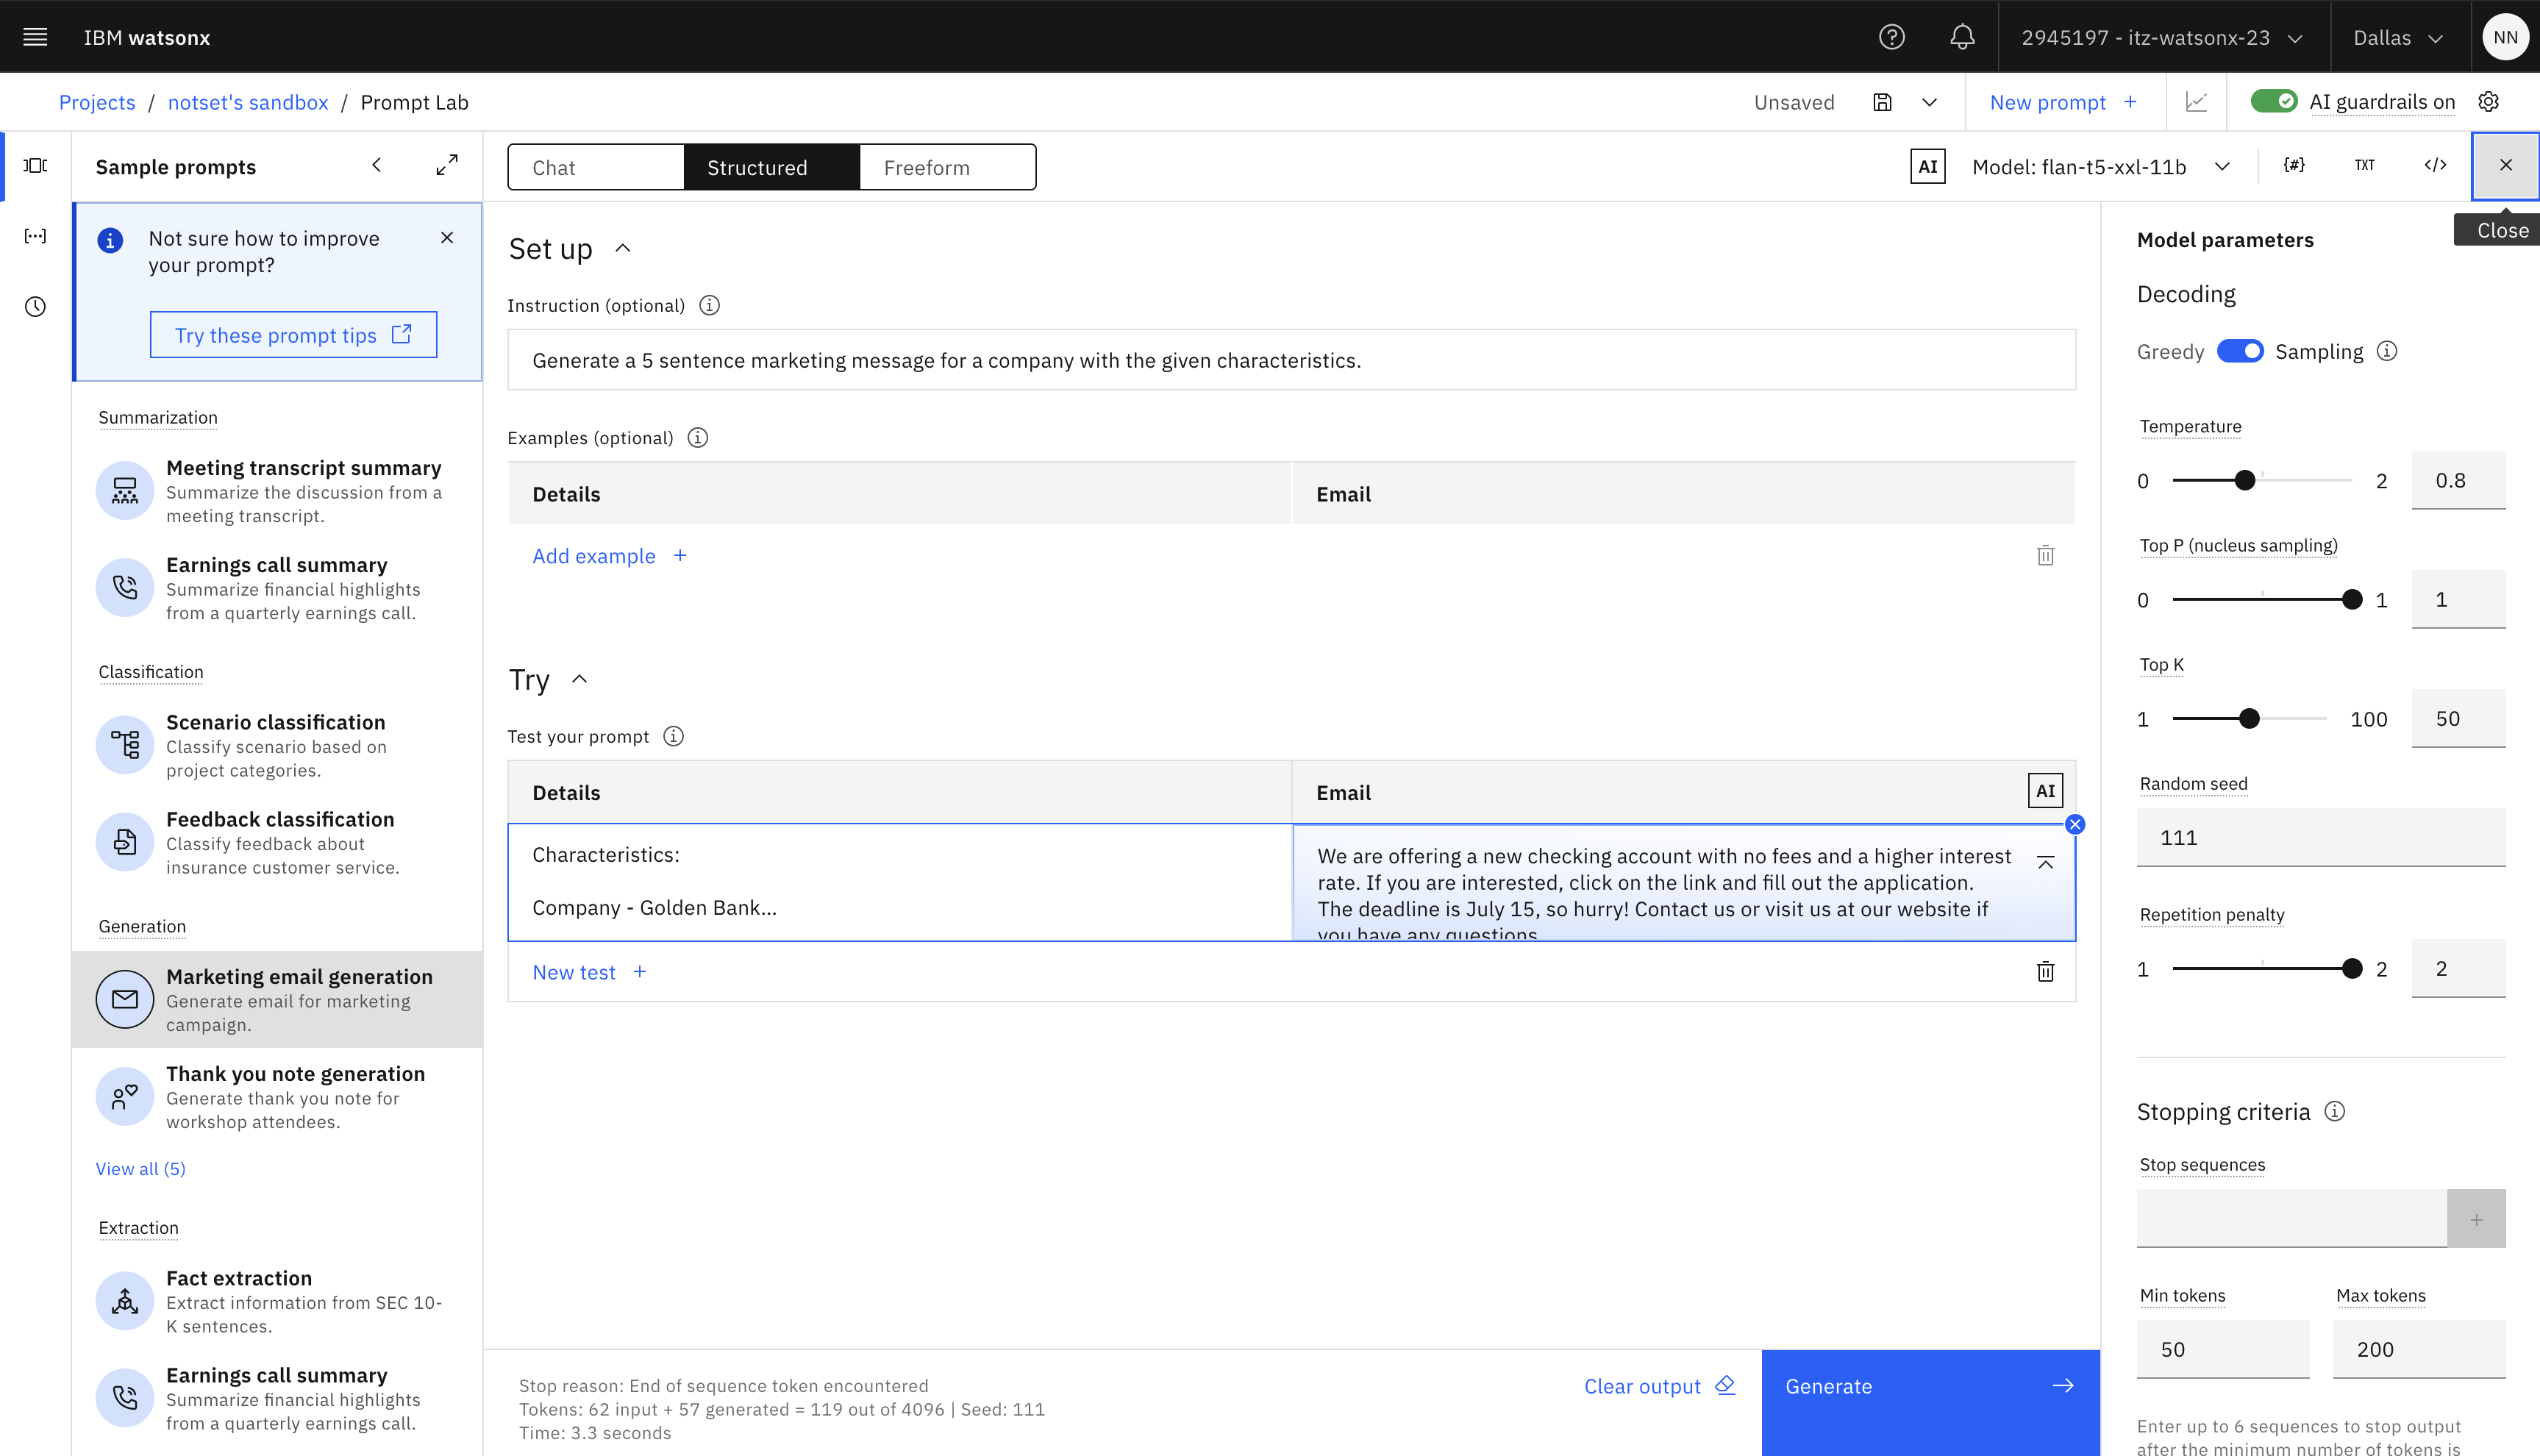 IBM watsonx
2945197 - itz-watsonx-23
Dallas
NN
Projects / notset's sandbox / Prompt Lab
Unsaved
New prompt +
AI guardrails on
Sample prompts
Not sure how to improve
your prompt?
Try these prompt tips
Summarization
Meeting transcript summary
Summarize the discussion from a
meeting transcript.
Earnings call summary
Summarize financial highlights
from a quarterly earnings call.
Classification
Scenario classification
Classify scenario based on
project categories.
Feedback classification
Classify feedback about
insurance customer service.
Generation
Marketing email generation
Generate email for marketing
campaign.
Thank you note generation
Generate thank you note for
workshop attendees.
View all (5)
Extraction
Fact extraction
Extract information from SEC 10-
K sentences.
Earnings call summary
Summarize financial highlights
from a quarterly earnings call.
Chat
Structured
Freeform
AI
Model: flan-t5-xxl-11b
{#}
TXT
</>
Close
Set up
Instruction (optional)
Generate a 5 sentence marketing message for a company with the given characteristics.
Examples (optional)
Details
Email
Add example +
Try
Test your prompt
Details
Email
AI
Characteristics:
Company - Golden Bank...
We are offering a new checking account with no fees and a higher interest
rate. If you are interested, click on the link and fill out the application.
The deadline is July 15, so hurry! Contact us or visit us at our website if
you have any questions
New test +
Stop reason: End of sequence token encountered
Tokens: 62 input + 57 generated = 119 out of 4096 | Seed: 111
Time: 3.3 seconds
Clear output
Generate
Model parameters
Decoding
Greedy
Sampling
Temperature
0
2
0.8
Top P (nucleus sampling)
0
1
1
Top K
1
100
50
Random seed
111
Repetition penalty
1
2
2
Stopping criteria
Stop sequences
+
Min tokens
Max tokens
50
200
Enter up to 6 sequences to stop output
after the minimum number of tokens is